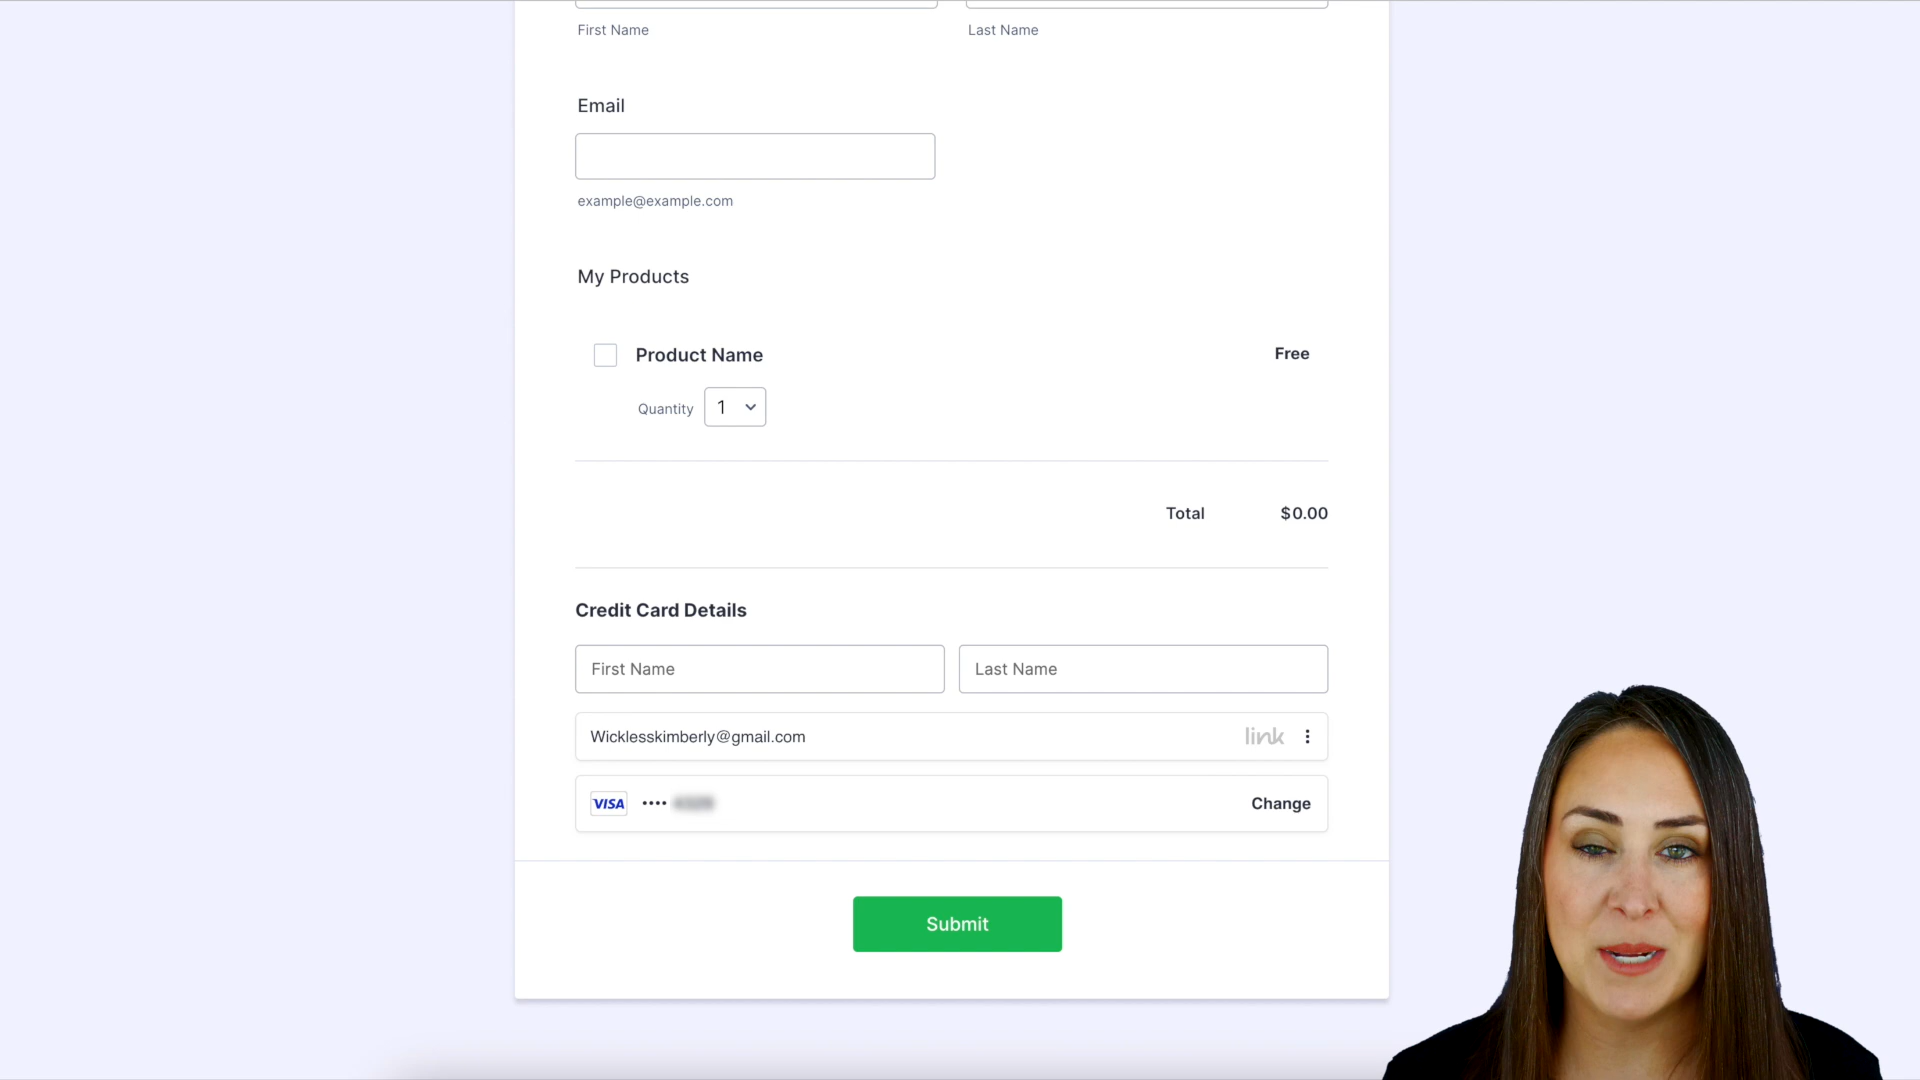 First Name Last Name
Email
example@example.com
My Products
Product Name Free
Quantity 1
Total $0.00
Credit Card Details
First Name Last Name
Wicklesskimberly@gmail.com link
VISA •••• Change
Submit